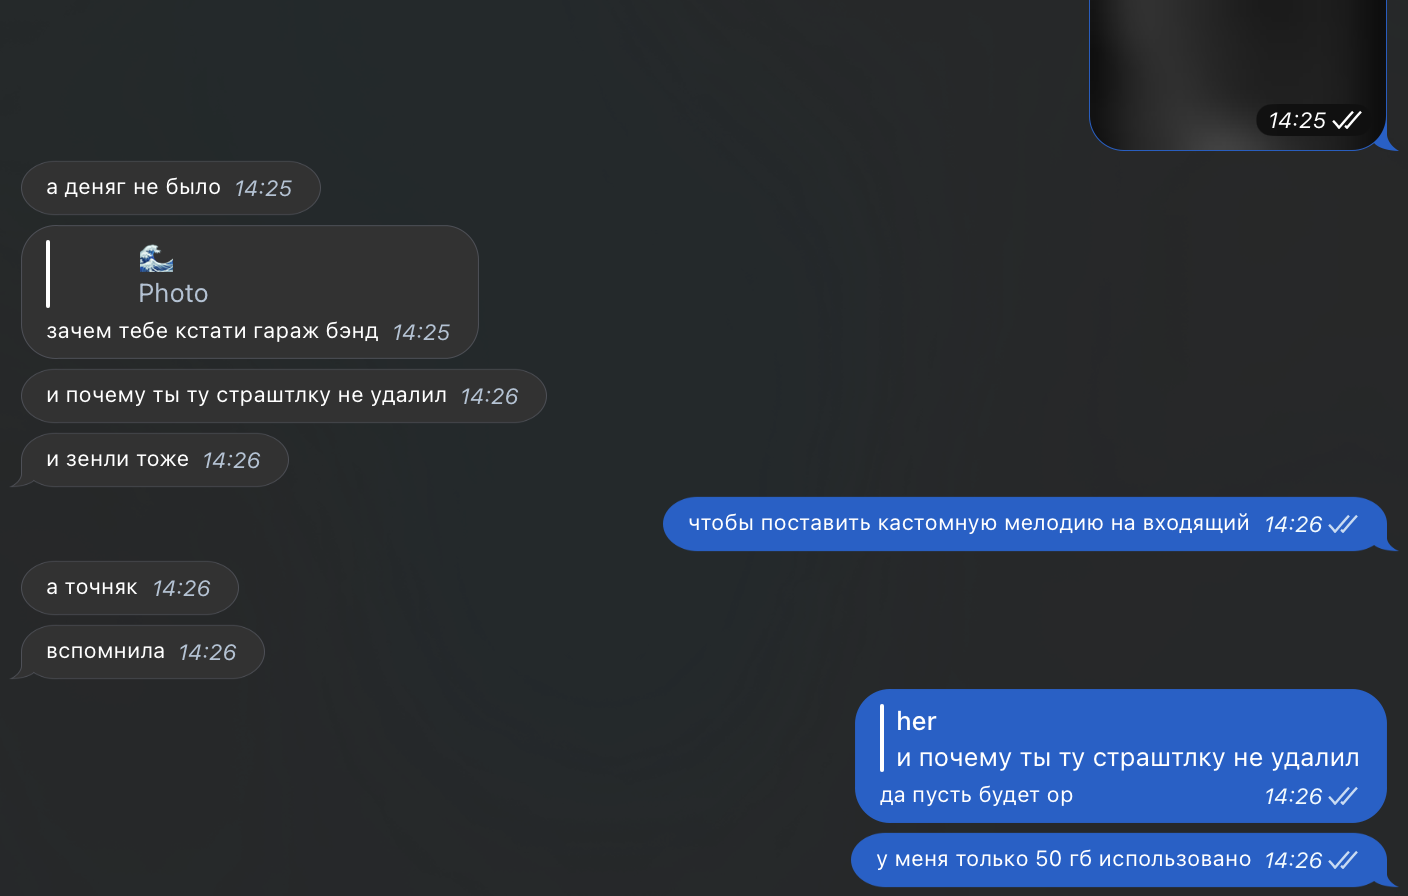 14:25
а деняг не было 14:25
🌊
Photo
зачем тебе кстати гараж бэнд 14:25
и почему ты ту страштлку не удалил 14:26
и зенли тоже 14:26
чтобы поставить кастомную мелодию на входящий 14:26
а точняк 14:26
вспомнила 14:26
her
и почему ты ту страштлку не удалил
да пусть будет ор 14:26
у меня только 50 гб использовано 14:26